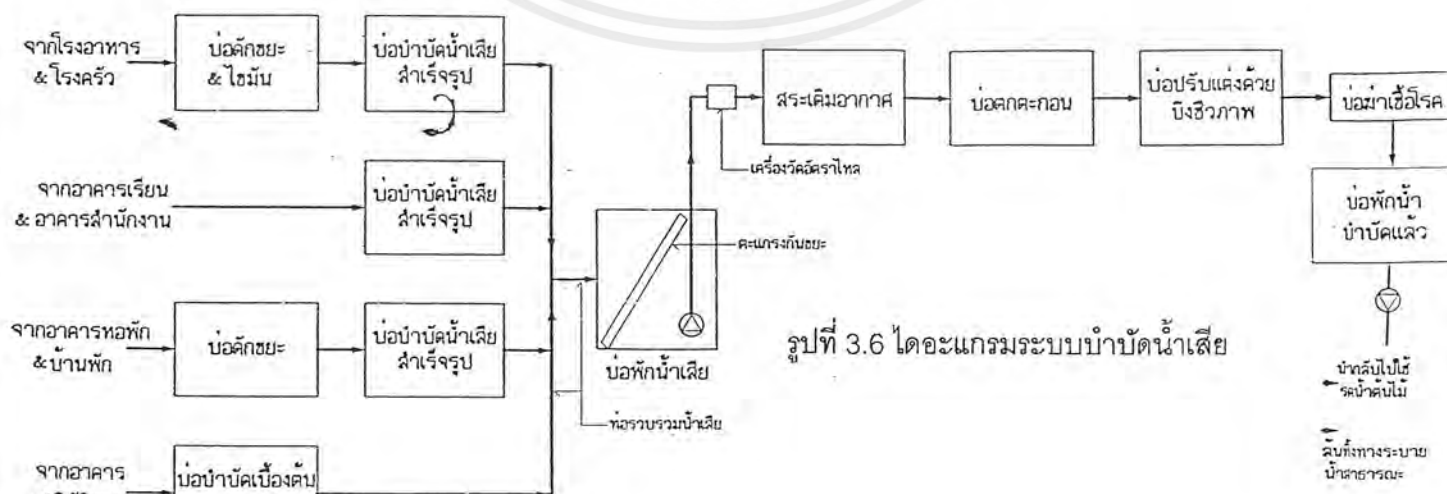 จากโรงอาหาร
& โรงครัว
บ่อดักขยะ
& ไขมัน
บ่อบำบัดน้ำเสีย
สำเร็จรูป
จากอาคารเรียน
& อาคารสำนักงาน
บ่อบำบัดน้ำเสีย
สำเร็จรูป
จากอาคารหอพัก
&บ้านพัก
บ่อดักขยะ
บ่อบำบัดน้ำเสีย
สำเร็จรูป
จากอาคาร
บ่อบำบัดเบื้องต้น
ท่อรวบรวมน้ำเสีย
บ่อพักน้ำเสีย
ตะแกรงกันขยะ
เครื่องวัดอัตราไหล
สระเติมอากาศ
บ่อตกตะกอน
บ่อปรับแต่งด้วย
บึงชีวภาพ
บ่อฆ่าเชื้อโรค
บ่อพักน้ำ
บำบัดแล้ว
นำกลับไปใช้
รดน้ำต้นไม้
ล้นทิ้งทางระบาย
น้ำสาธารณะ
รูปที่ 3.6 ไดอะแกรมระบบบำบัดน้ำเสีย